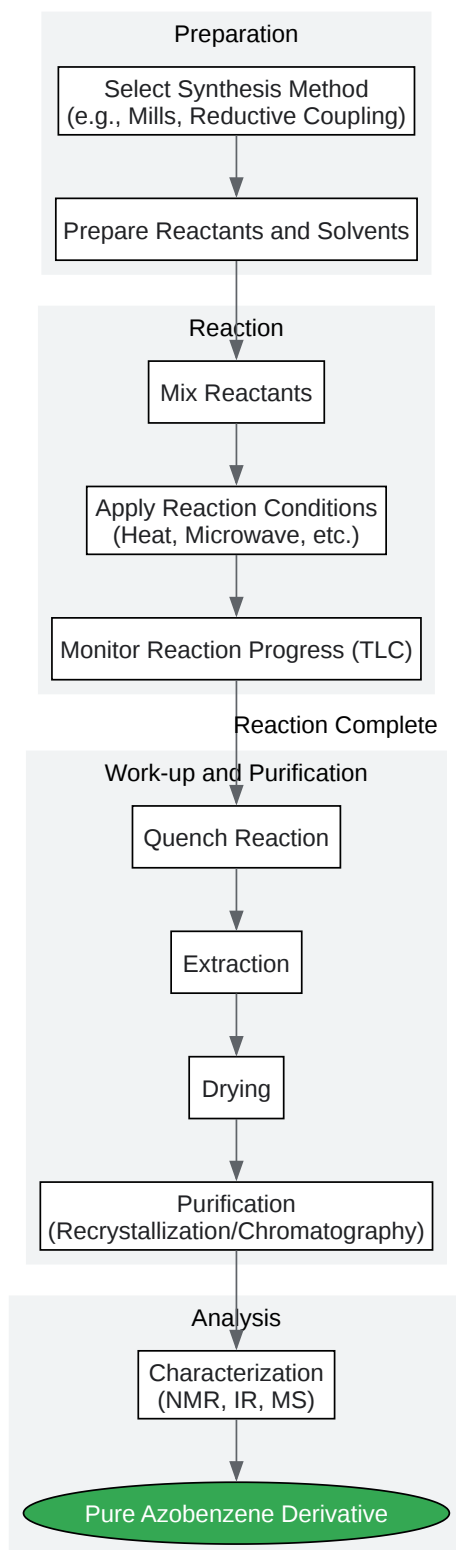 Preparation
Select Synthesis Method
(e.g., Mills, Reductive Coupling)
Prepare Reactants and Solvents
Reaction
Mix Reactants
Apply Reaction Conditions
(Heat, Microwave, etc.)
Monitor Reaction Progress (TLC)
Reaction Complete
Work-up and Purification
Quench Reaction
Extraction
Drying
Purification
(Recrystallization/Chromatography)
Analysis
Characterization
(NMR, IR, MS)
Pure Azobenzene Derivative